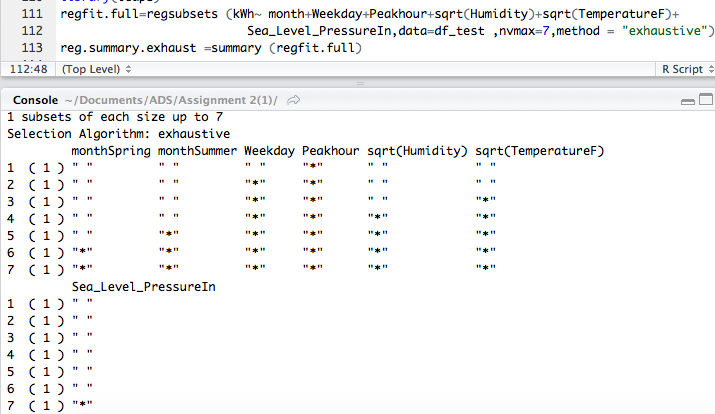 111 regfit.full=regsubsets (kWh~ month+Weekday+Peakhour+sqrt(Humidity)+sqrt(TemperatureF)+
112 Sea_Level_PressureIn,data=df_test ,nvmax=7,method = "exhaustive")
113 reg.summary.exhaust =summary (regfit.full)
112:48 (Top Level) R Script
Console ~/Documents/ADS/Assignment 2(1)/
1 subsets of each size up to 7
Selection Algorithm: exhaustive
monthSpring monthSummer Weekday Peakhour sqrt(Humidity) sqrt(TemperatureF)
1 ( 1 ) " " " " " " "*" " " " "
2 ( 1 ) " " " " "*" "*" " " " "
3 ( 1 ) " " " " "*" "*" " " "*"
4 ( 1 ) " " " " "*" "*" "*" "*"
5 ( 1 ) " " "*" "*" "*" "*" "*"
6 ( 1 ) "*" "*" "*" "*" "*" "*"
7 ( 1 ) "*" "*" "*" "*" "*" "*"
Sea_Level_PressureIn
1 ( 1 ) " "
2 ( 1 ) " "
3 ( 1 ) " "
4 ( 1 ) " "
5 ( 1 ) " "
6 ( 1 ) " "
7 ( 1 ) "*"